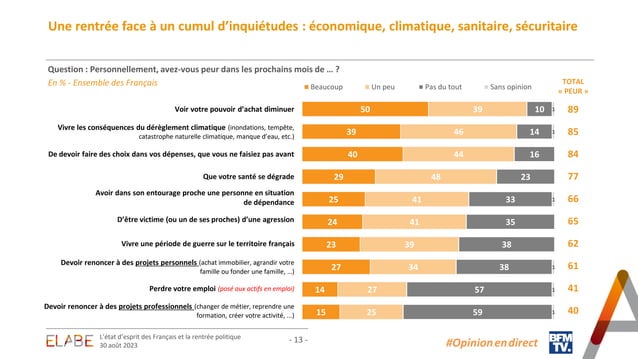 Une rentrée face à un cumul d'inquiétudes : économique, climatique, sanitaire, sécuritaire
Question : Personnellement, avez-vous peur dans les prochains mois de … ?
En % - Ensemble des Français
Beaucoup Un peu Pas du tout Sans opinion
TOTAL
« PEUR »
Voir votre pouvoir d'achat diminuer 50 39 10 1 89
Vivre les conséquences du dérèglement climatique (inondations, tempête,
catastrophe naturelle climatique, manque d'eau, etc.) 39 46 14 1 85
De devoir faire des choix dans vos dépenses, que vous ne faisiez pas avant 40 44 16 84
Que votre santé se dégrade 29 48 23 77
Avoir dans son entourage proche une personne en situation
de dépendance 25 41 33 1 66
D'être victime (ou un de ses proches) d'une agression 24 41 35 65
Vivre une période de guerre sur le territoire français 23 39 38 62
Devoir renoncer à des projets personnels (achat immobilier, agrandir votre
famille ou fonder une famille, …) 27 34 38 1 61
Perdre votre emploi (posé aux actifs en emploi) 14 27 57 1 41
Devoir renoncer à des projets professionnels (changer de métier, reprendre une
formation, créer votre activité, …) 15 25 59 1 40
ELABE
L'état d'esprit des Français et la rentrée politique
30 août 2023
- 13 -
#Opinion en direct
BFM
TV.